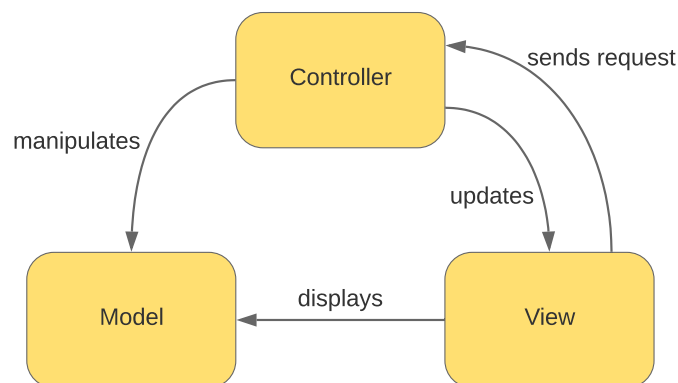 Controller
sends request
manipulates
updates
displays
Model
View